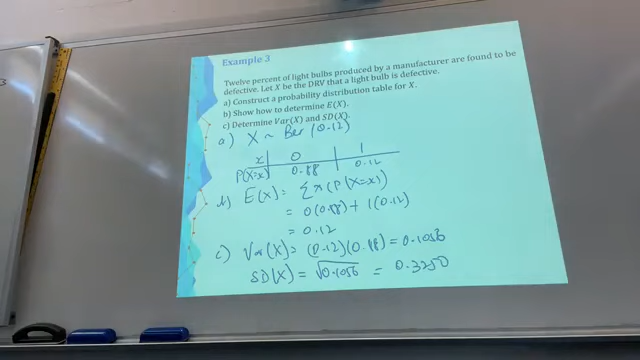 Example 3
Twelve percent of light bulbs produced by a manufacturer are found to be
defective. Let X be the DRV that a light bulb is defective.
a) Construct a probability distribution table for X.
b) Show how to determine E(X).
c) Determine Var(X) and SD(X).
a) X ~ Ber (0.12)
x 0 1
P(X=x) 0.88 0.12
b) E(X) = Σx(P(X=x))
= 0(0.88) + 1(0.12)
= 0.12
c) Var(X) = (0.12)(0.88) = 0.1056
SD(X) = √0.1056 = 0.3250